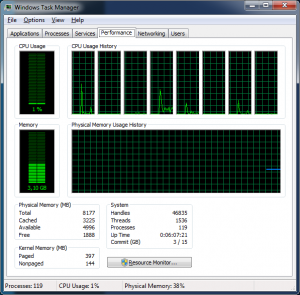 Windows Task Manager
File Options View Help
Applications Processes Services Performance Networking Users
CPU Usage CPU Usage History
1 %
Memory Physical Memory Usage History
3,10 GB
Physical Memory (MB) System
Total 8177 Handles 46835
Cached 3225 Threads 1536
Available 4996 Processes 119
Free 1888 Up Time 0:06:07:21
Commit (GB) 3 / 15
Kernel Memory (MB)
Paged 397
Nonpaged 144
Resource Monitor...
Processes: 119 CPU Usage: 1% Physical Memory: 38%